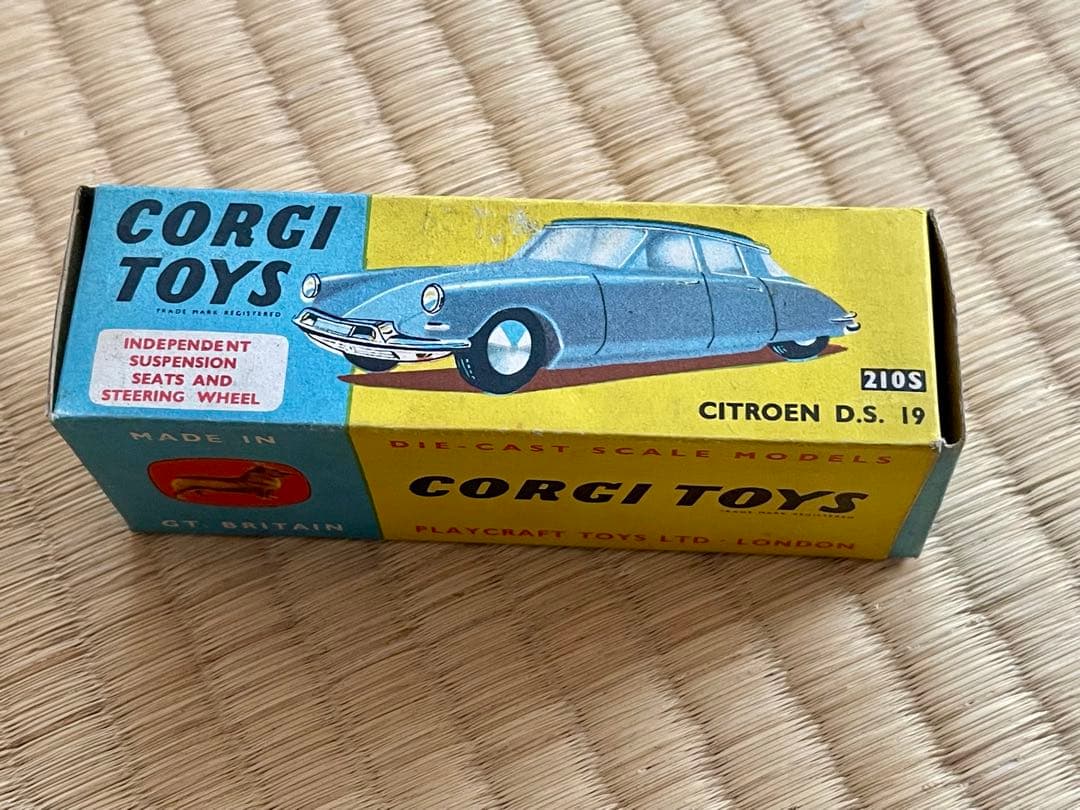 CORGI
TOYS
TRADE MARK REGISTERED
INDEPENDENT
SUSPENSION
SEATS AND
STEERING WHEEL
210S
CITROEN D.S. 19
MADE IN
GT. BRITAIN
DIE-CAST SCALE MODELS
CORGI TOYS
TRADE MARK REGISTERED
PLAYCRAFT TOYS LTD · LONDON